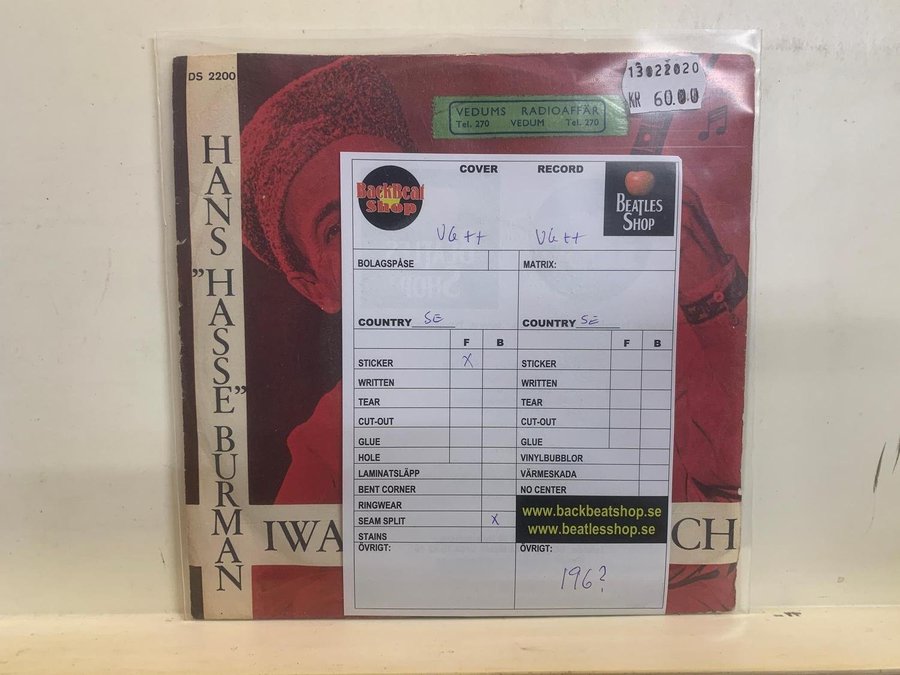 DS 2200
HANS "HASSE" BURMAN
13022020
KR 60.00
VEDUMS RADIOAFFÄR
Tel. 270 VEDUM Tel. 270
COVER RECORD
BackBeat
Shop
BEATLES
SHOP
VG++ VG++
BOLAGSPÅSE MATRIX:
COUNTRY SE COUNTRY SE
F B F B
STICKER X STICKER
WRITTEN WRITTEN
TEAR TEAR
CUT-OUT CUT-OUT
GLUE GLUE
HOLE VINYLBUBBLOR
LAMINATSLÄPP VÄRMESKADA
BENT CORNER NO CENTER
RINGWEAR
SEAM SPLIT X
STAINS
www.backbeatshop.se
www.beatlesshop.se
ÖVRIGT: ÖVRIGT:
196?
IWA CH